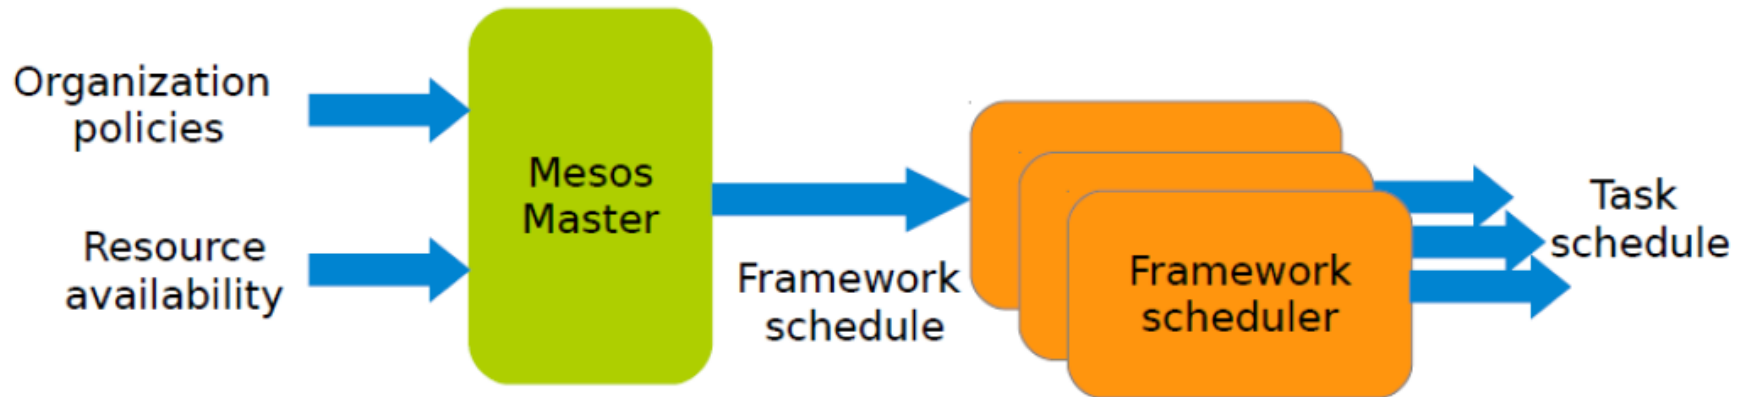 Organization
policies
Resource
availability
Mesos
Master
Framework
schedule
Framework
scheduler
Task
schedule